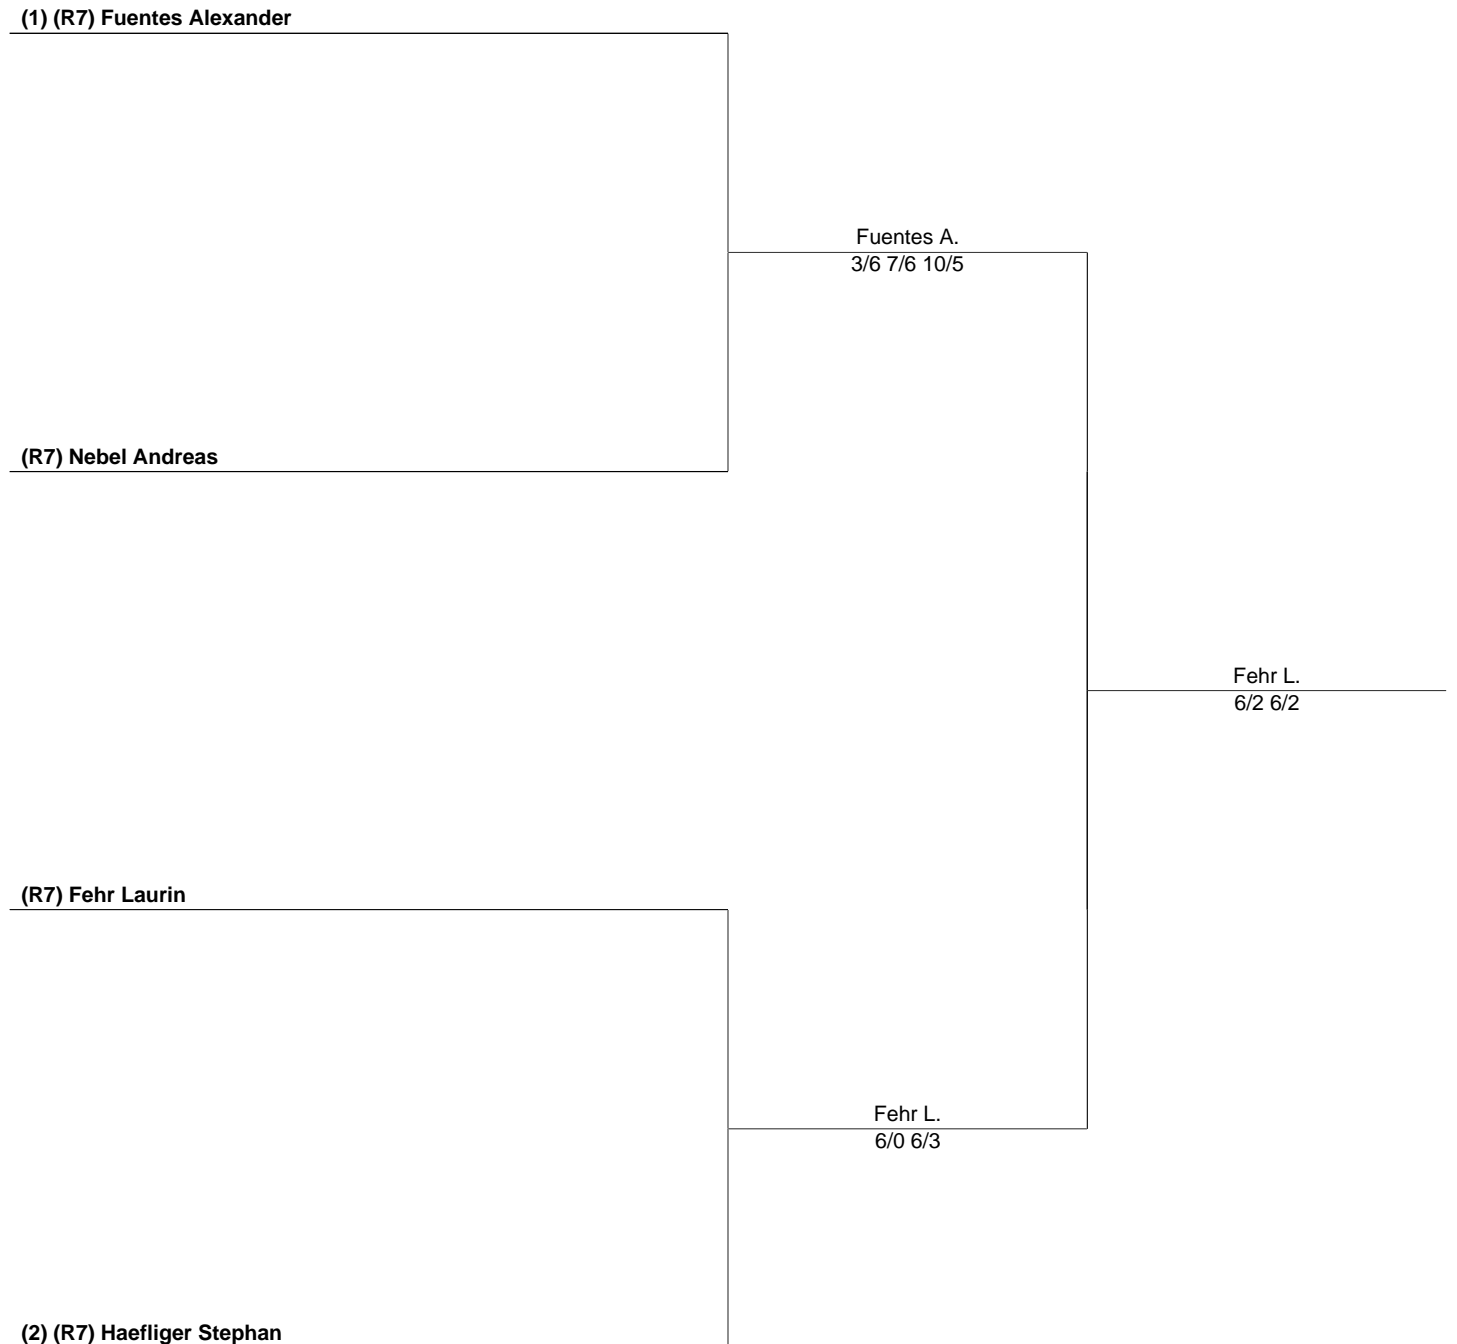 (1) (R7) Fuentes Alexander
Fuentes A.
3/6 7/6 10/5
(R7) Nebel Andreas
Fehr L.
6/2 6/2
(R7) Fehr Laurin
Fehr L.
6/0 6/3
(2) (R7) Haefliger Stephan